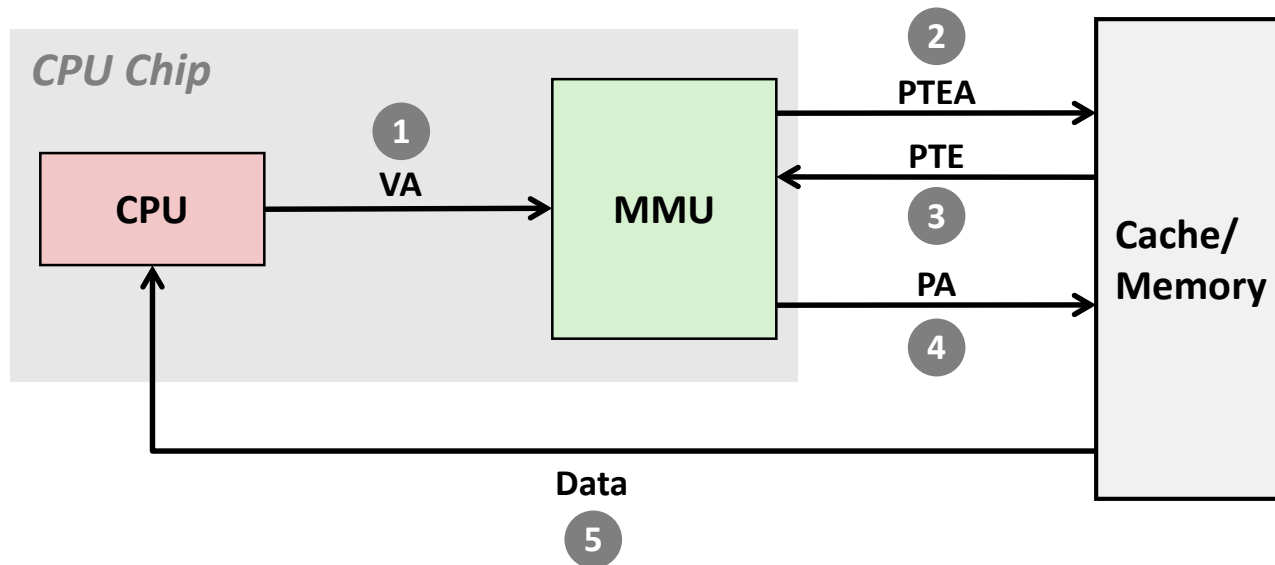 2
CPU Chip
PTEA
1
PTE
VA
CPU
MMU
3
Cache/
Memory
PA
4
Data
5